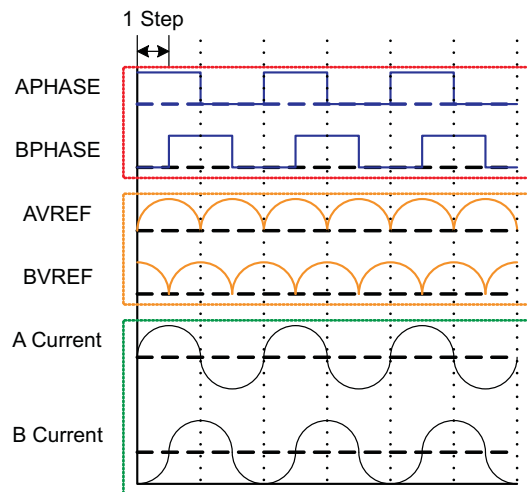 1 Step
APHASE
BPHASE
AVREF
BVREF
A Current
B Current